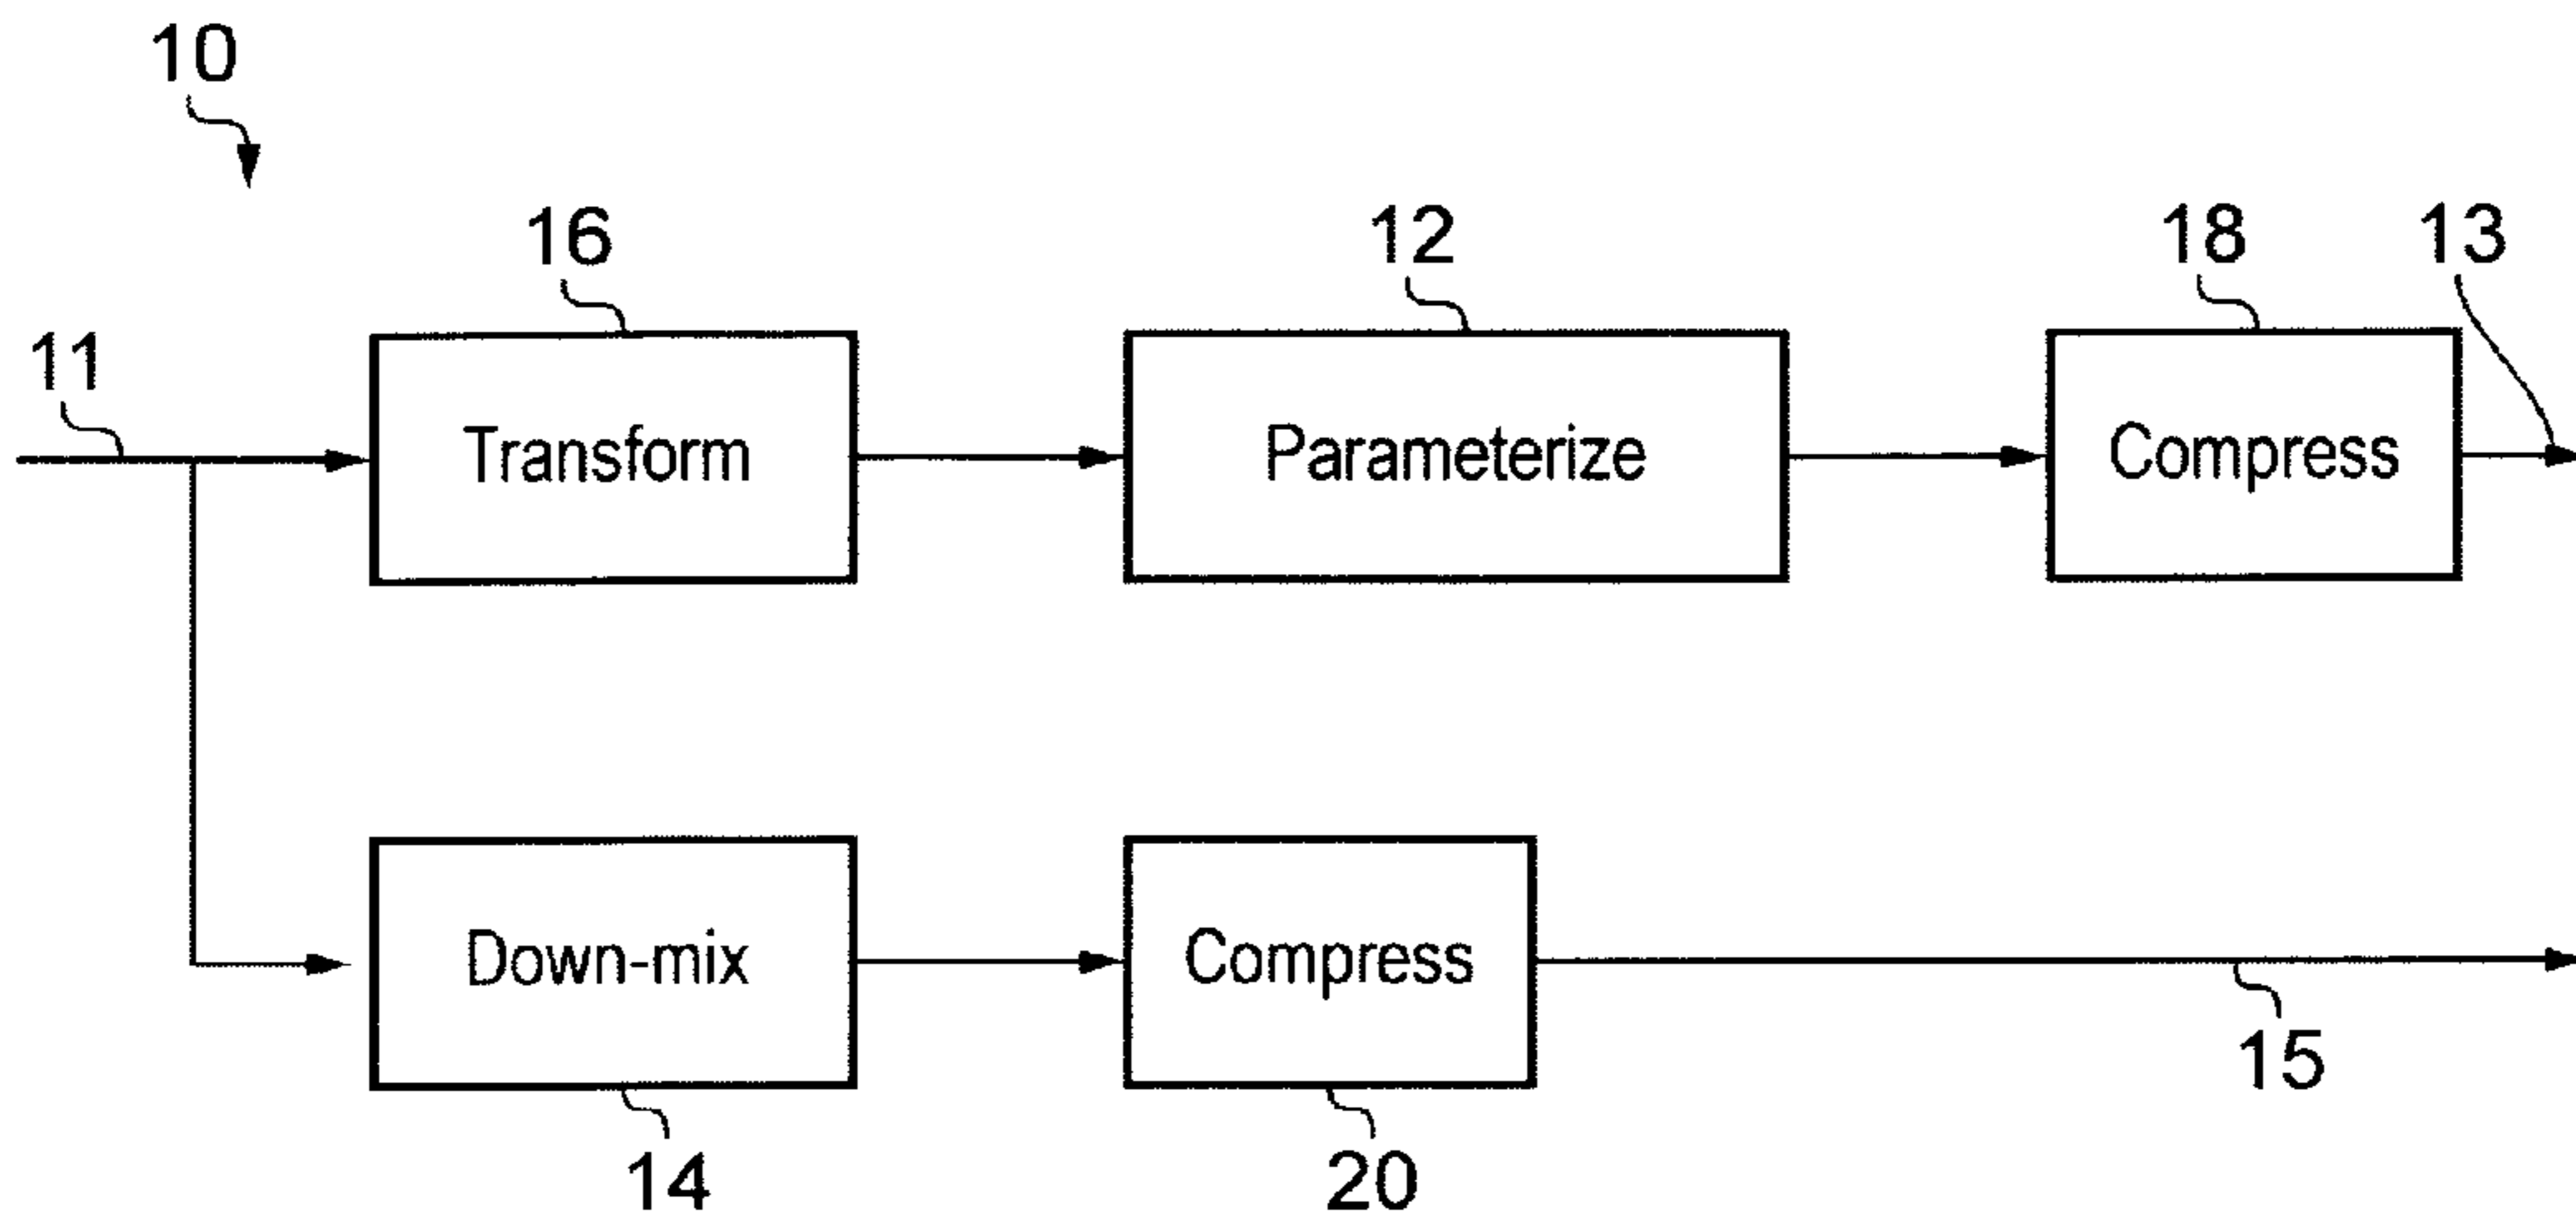 10
16
12
18
13
11
Transform
Parameterize
Compress
Down-mix
Compress
15
14
20